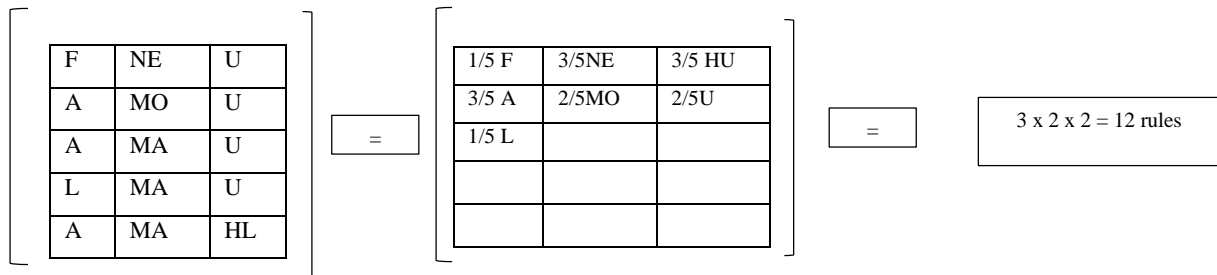 F NE U
A MO U
A MA U
L MA U
A MA HL
=
1/5 F 3/5NE 3/5 HU
3/5 A 2/5MO 2/5U
1/5 L
=
3 x 2 x 2 = 12 rules